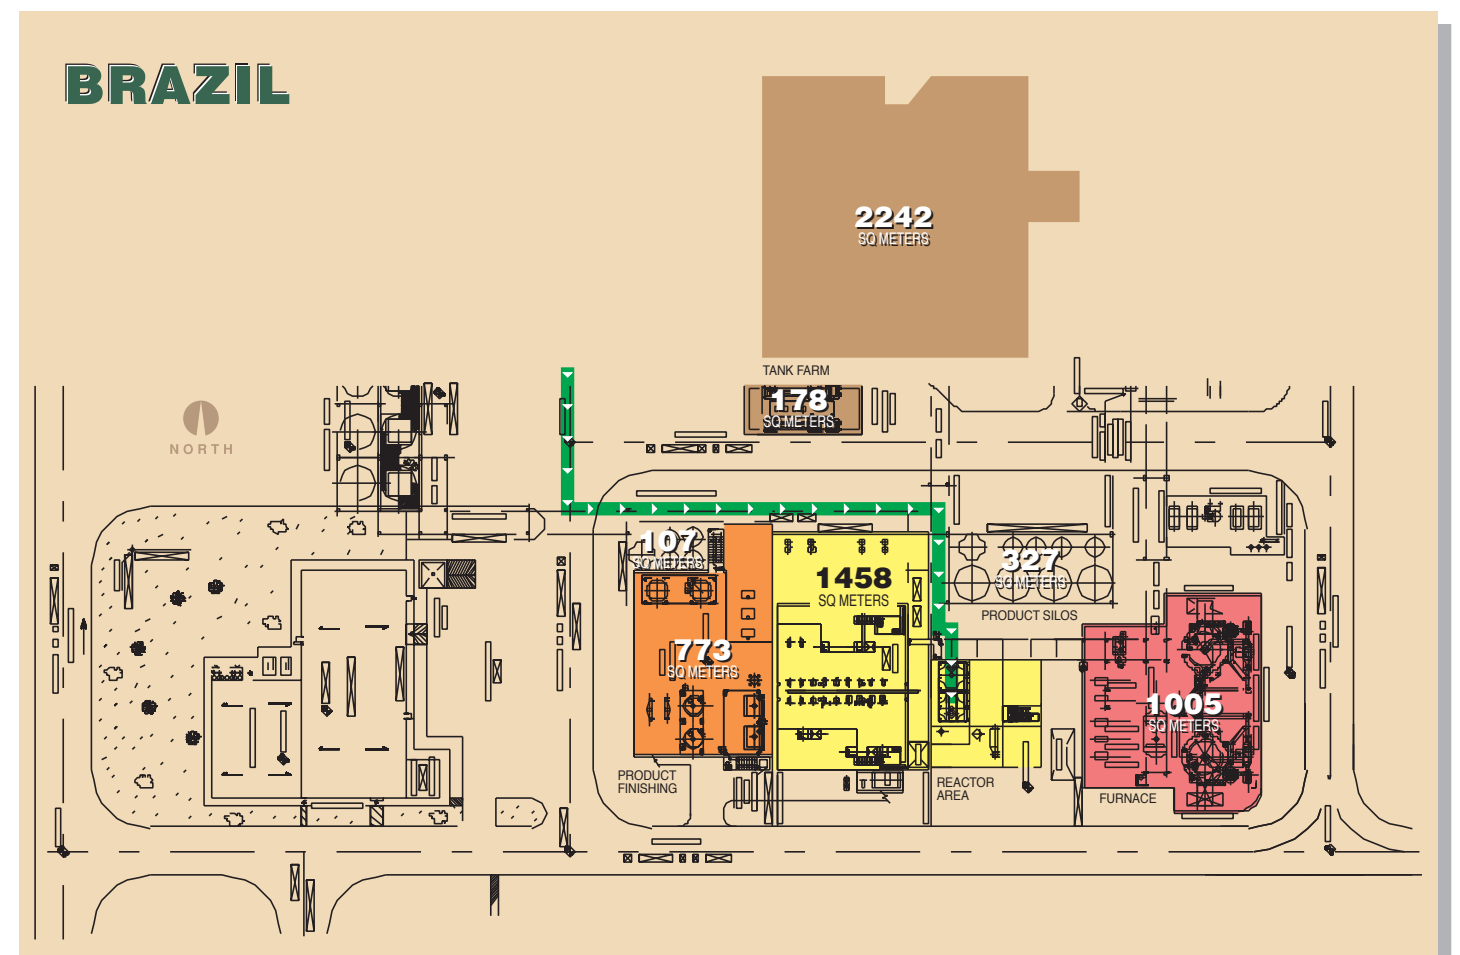 BRAZIL
2242
SQ METERS
TANK FARM
178
SQ METERS
NORTH
107
SQ METERS
327
SQ METERS
1458
SQ METERS
PRODUCT SILOS
773
SQ METERS
1005
SQ METERS
PRODUCT
FINISHING
REACTOR
AREA
FURNACE